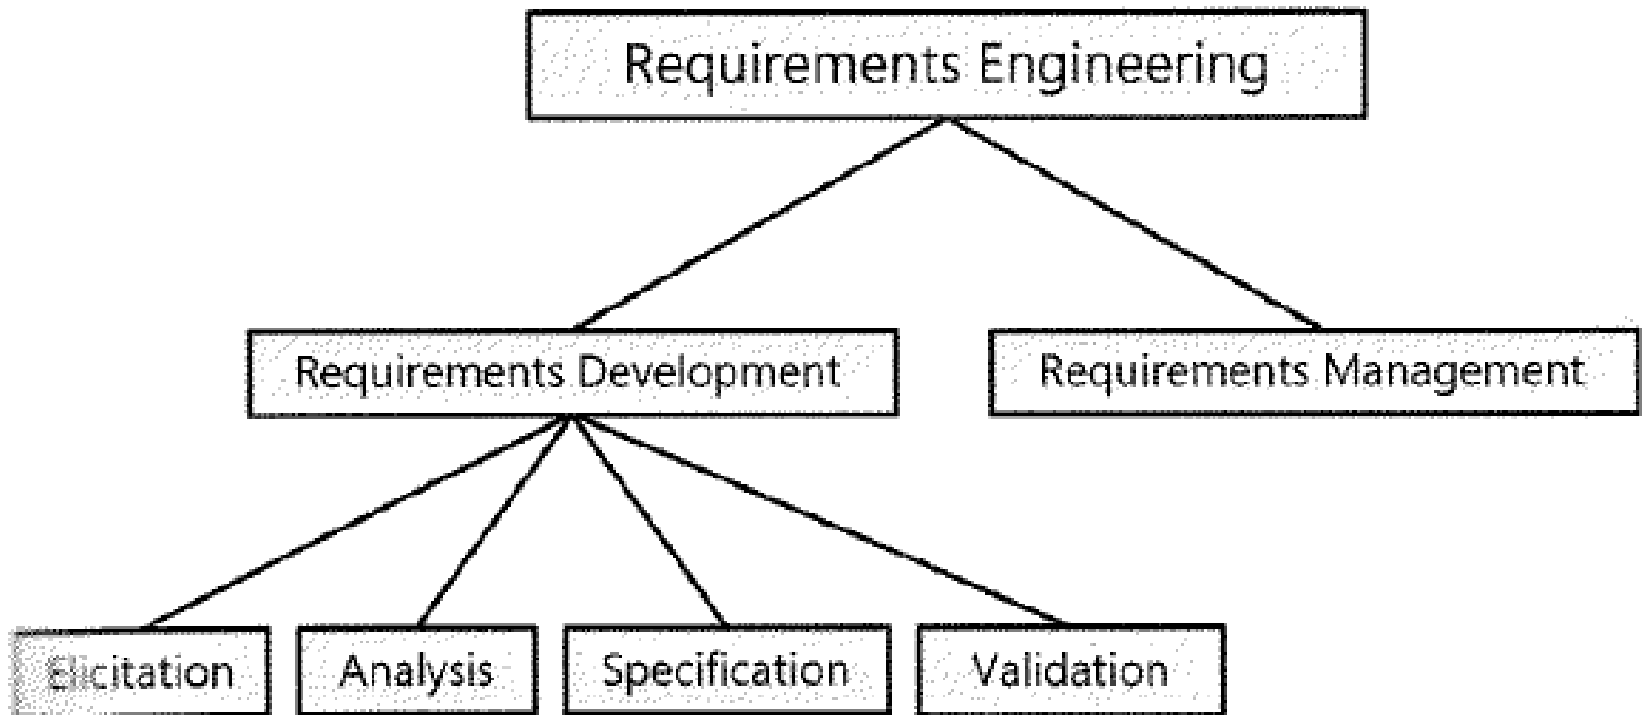 Requirements Engineering
Requirements Development
Requirements Management
Elicitation
Analysis
Specification
Validation